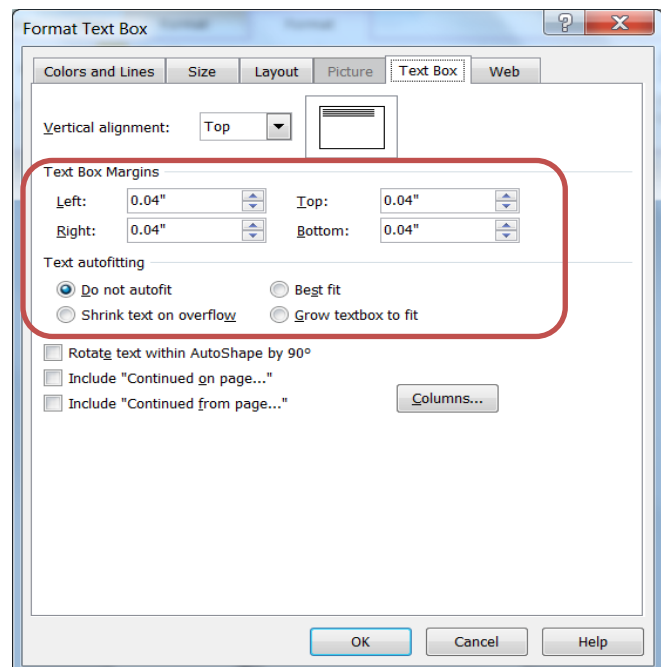 Format Text Box
Colors and Lines Size Layout Picture Text Box Web
Vertical alignment: Top
Text Box Margins
Left: 0.04" Top: 0.04"
Right: 0.04" Bottom: 0.04"
Text autofitting
Do not autofit Best fit
Shrink text on overflow Grow textbox to fit
Rotate text within AutoShape by 90°
Include "Continued on page..."
Include "Continued from page..." Columns...
OK Cancel Help